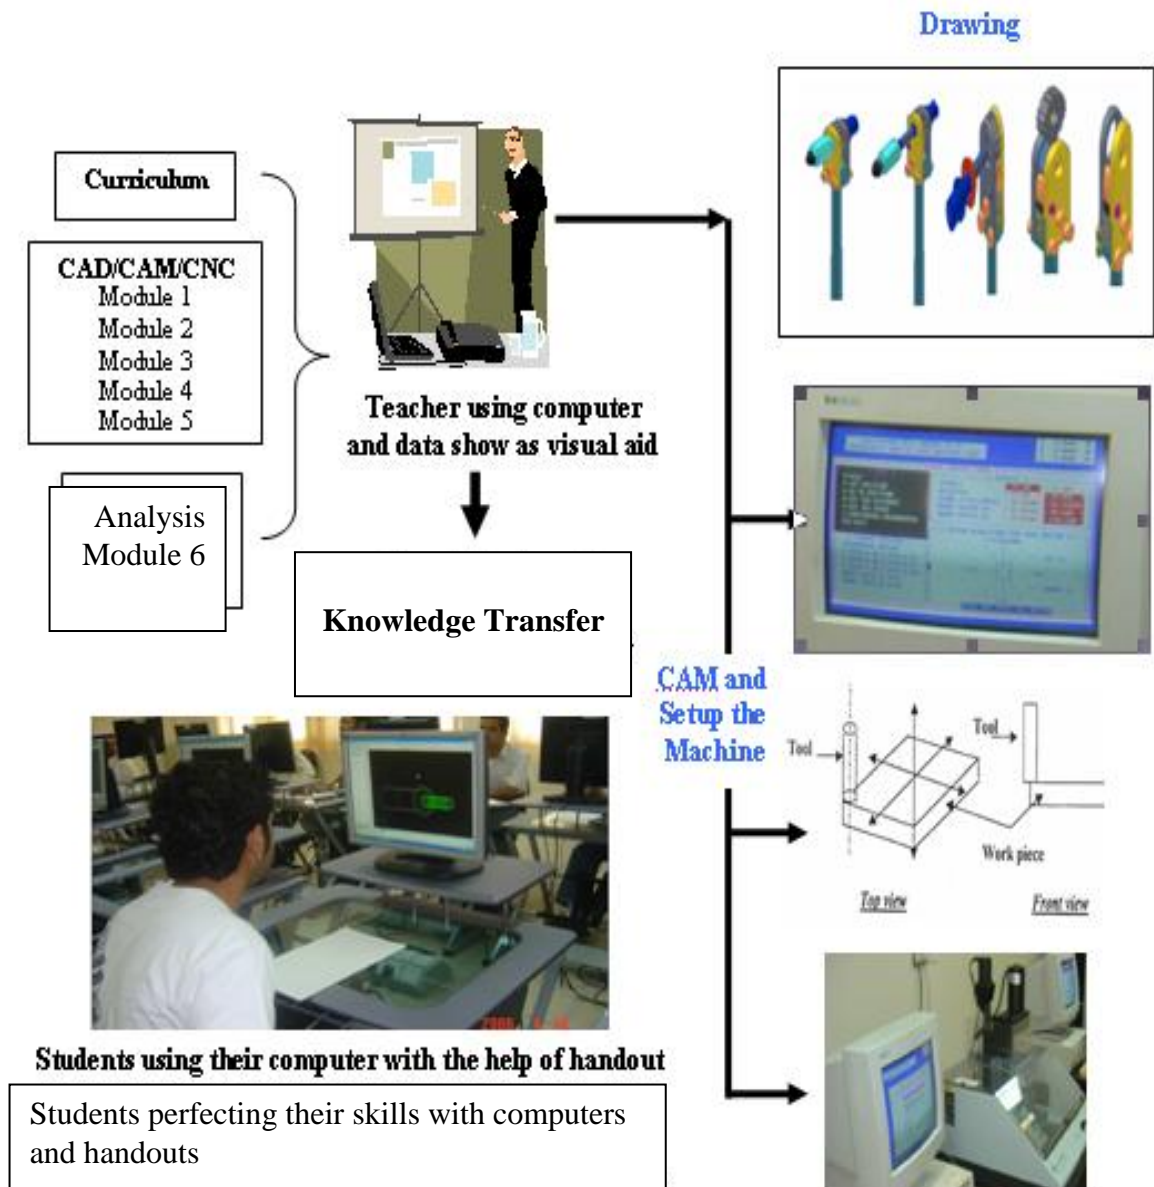 Drawing
Curriculum
CAD/CAM/CNC
Module 1
Module 2
Module 3
Module 4
Module 5
Analysis
Module 6
Teacher using computer
and data show as visual aid
Knowledge Transfer
CAM and
Setup the
Machine
Tool
Tool
Work piece
Top view
Front view
Students using their computer with the help of handout
Students perfecting their skills with computers
and handouts